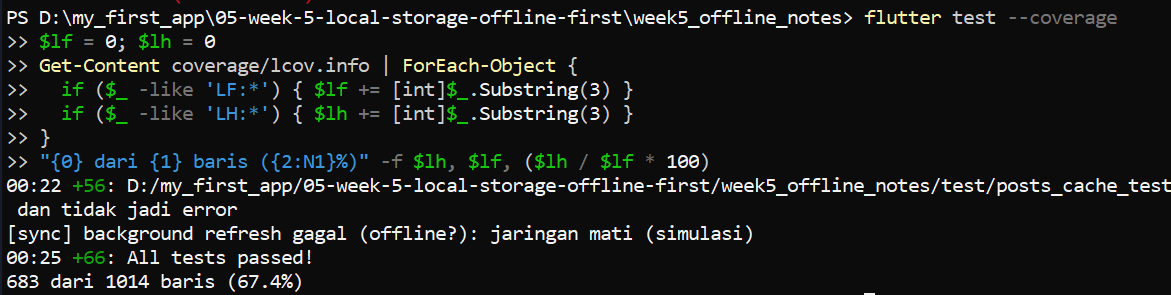 PS D:\my_first_app\05-week-5-local-storage-offline-first\week5_offline_notes> flutter test --coverage
>> $lf = 0; $lh = 0
>> Get-Content coverage/lcov.info | ForEach-Object {
>>   if ($_ -like 'LF:*') { $lf += [int]$_.Substring(3) }
>>   if ($_ -like 'LH:*') { $lh += [int]$_.Substring(3) }
>> }
>> "{0} dari {1} baris ({2:N1}%)" -f $lh, $lf, ($lh / $lf * 100)
00:22 +56: D:/my_first_app/05-week-5-local-storage-offline-first/week5_offline_notes/test/posts_cache_test
 dan tidak jadi error
[sync] background refresh gagal (offline?): jaringan mati (simulasi)
00:25 +66: All tests passed!
683 dari 1014 baris (67.4%)